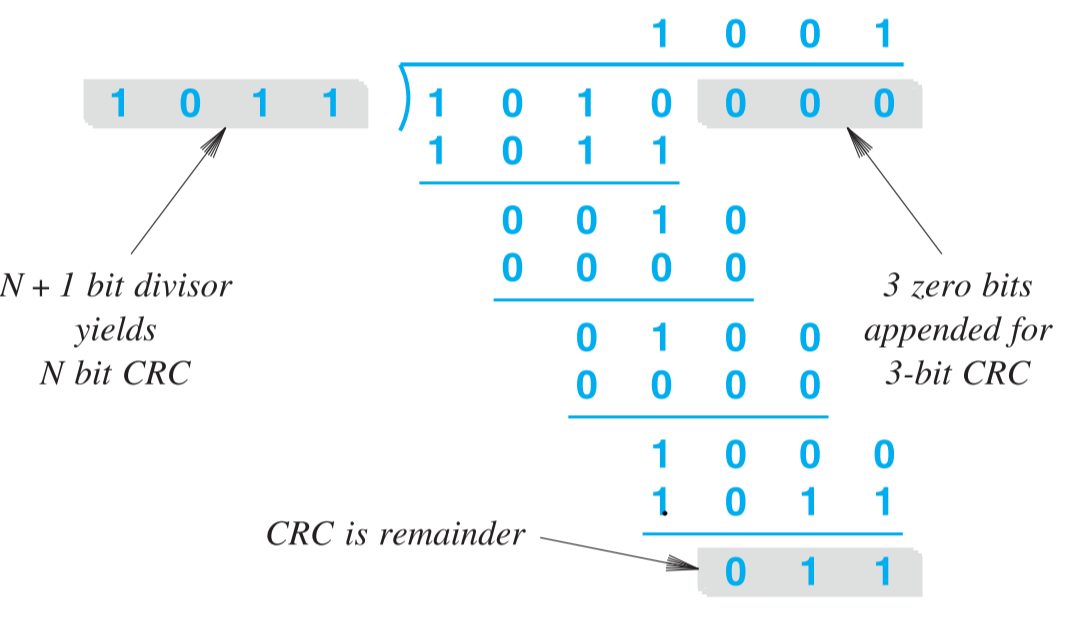 1 0 0 1
1 0 1 1 ) 1 0 1 0 0 0 0
1 0 1 1
0 0 1 0
0 0 0 0
N + 1 bit divisor
yields
N bit CRC
3 zero bits
appended for
3-bit CRC
0 1 0 0
0 0 0 0
1 0 0 0
1 0 1 1
CRC is remainder
0 1 1